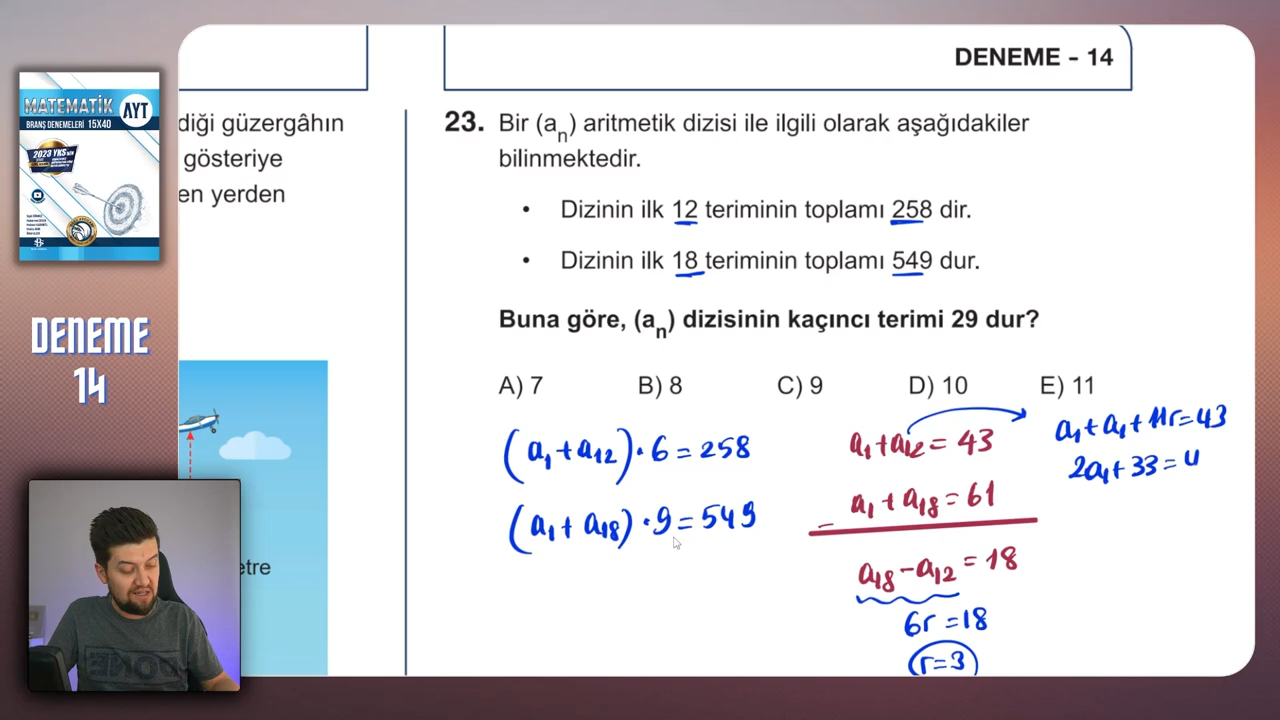 DENEME - 14
MATEMATİK AYT
BRANŞ DENEMELERİ 15X40
DENEME
14
diği güzergâhın
gösteriye
en yerden
etre
23. Bir (an) aritmetik dizisi ile ilgili olarak aşağıdakiler
bilinmektedir.
• Dizinin ilk 12 teriminin toplamı 258 dir.
• Dizinin ilk 18 teriminin toplamı 549 dur.
Buna göre, (an) dizisinin kaçıncı terimi 29 dur?
A) 7 B) 8 C) 9 D) 10 E) 11
(a1 + a12) · 6 = 258
(a1 + a18) · 9 = 549
a1 + a12 = 43
a1 + a18 = 61
a18 - a12 = 18
6r = 18
r = 3
a1 + a1 + 11r = 43
2a1 + 33 = 4